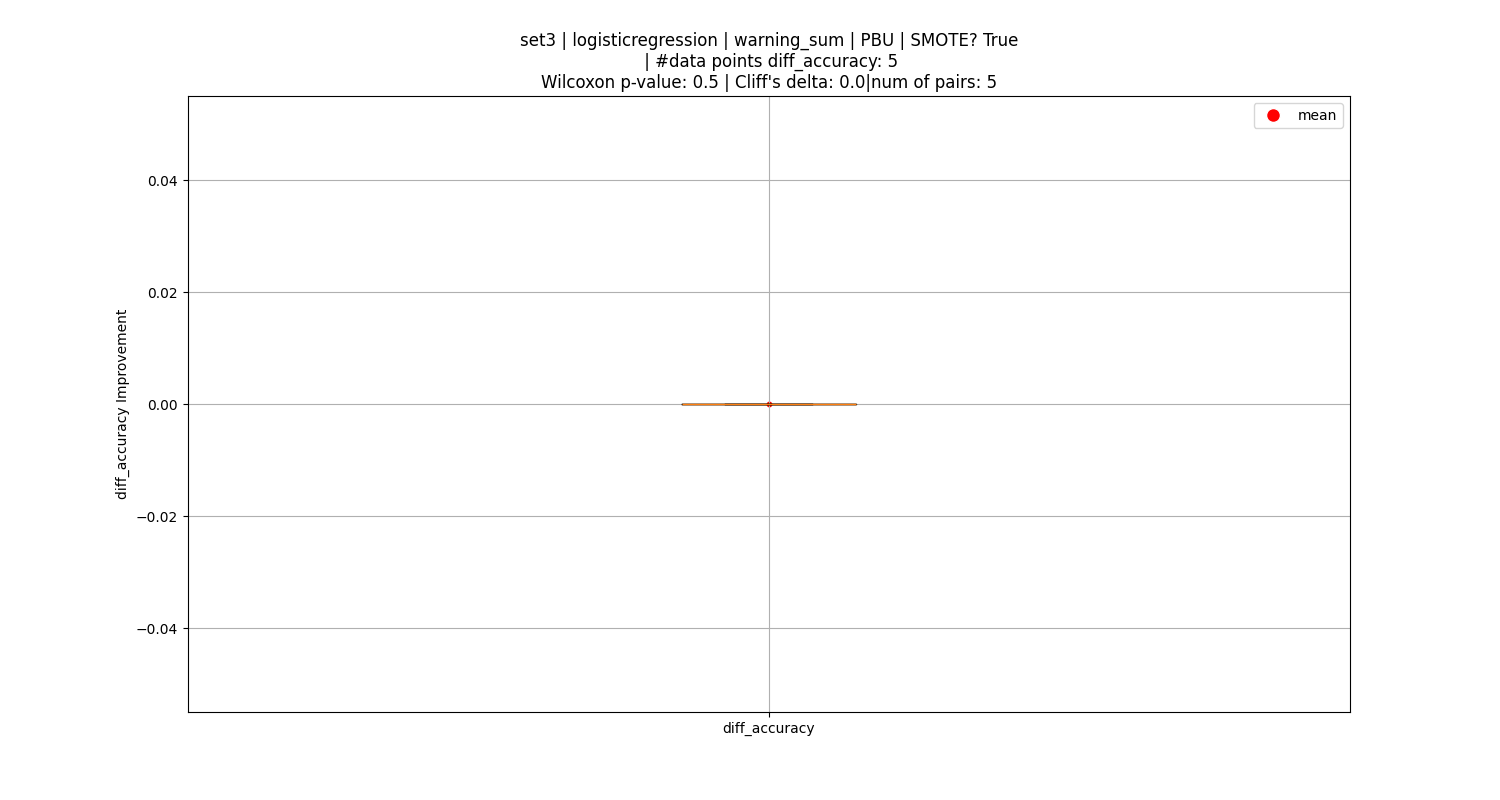 set3 | logisticregression | warning_sum | PBU | SMOTE? True
| #data points diff_accuracy: 5
Wilcoxon p-value: 0.5 | Cliff's delta: 0.0|num of pairs: 5
mean
0.04
0.02
0.00
−0.02
−0.04
diff_accuracy Improvement
diff_accuracy